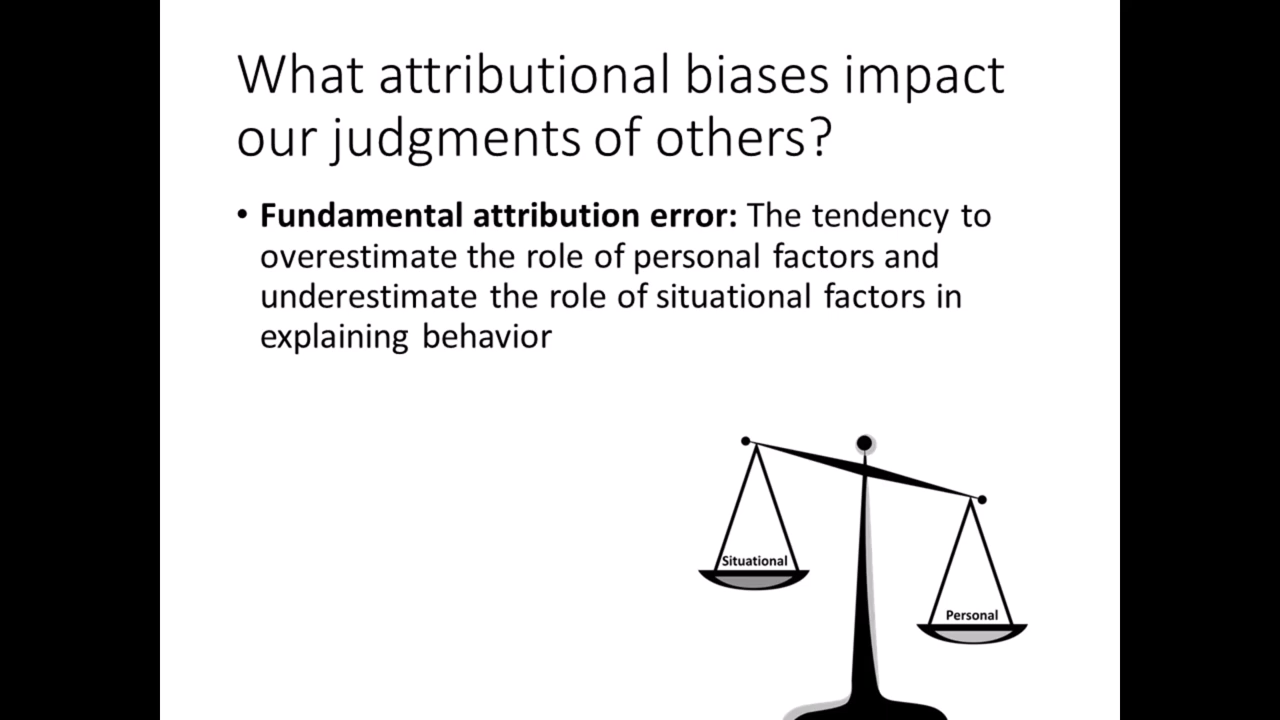 What attributional biases impact
our judgments of others?
• Fundamental attribution error: The tendency to
overestimate the role of personal factors and
underestimate the role of situational factors in
explaining behavior
Situational
Personal